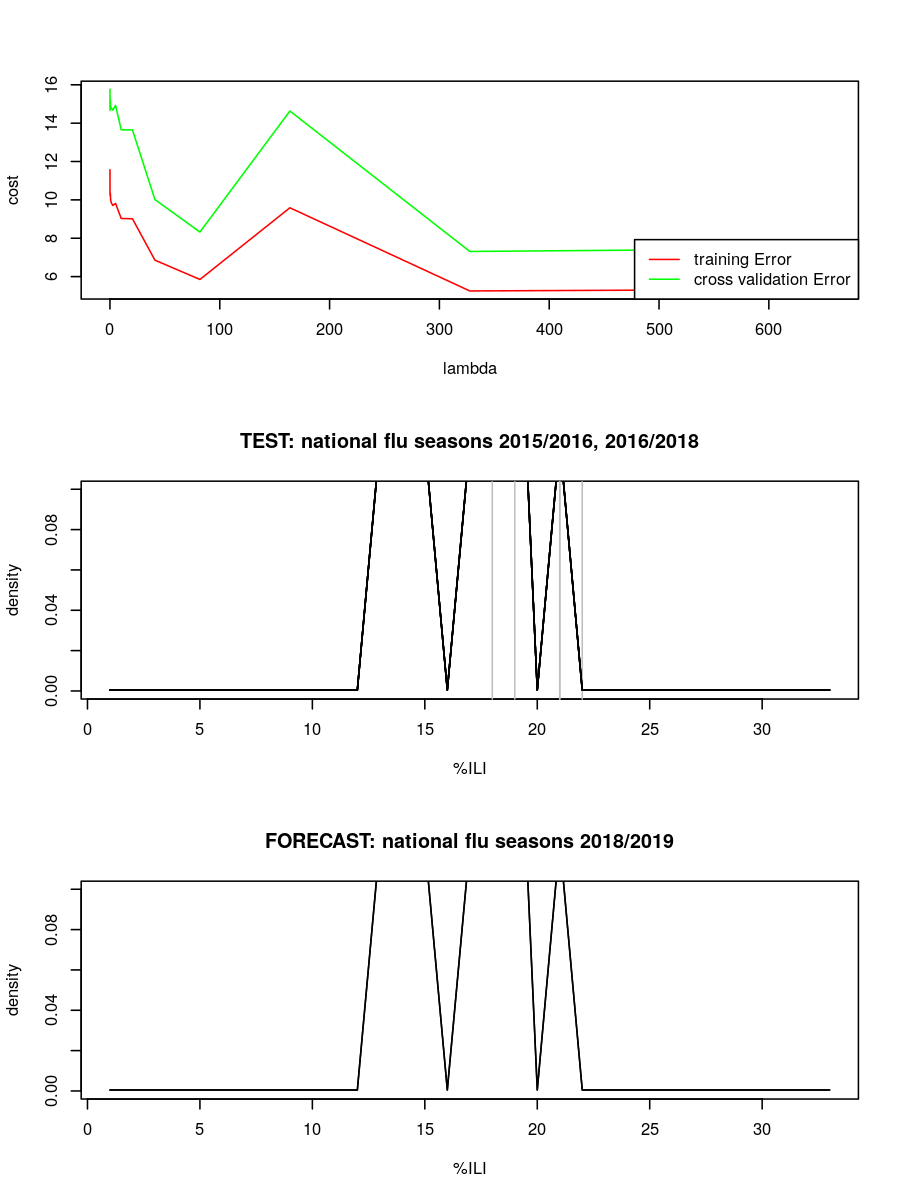 16
14
12
10
8
6
cost
training Error
cross validation Error
0 100 200 300 400 500 600
lambda
TEST: national flu seasons 2015/2016, 2016/2018
0.08
0.04
0.00
density
0 5 10 15 20 25 30
%ILI
FORECAST: national flu seasons 2018/2019
0.08
0.04
0.00
density
0 5 10 15 20 25 30
%ILI